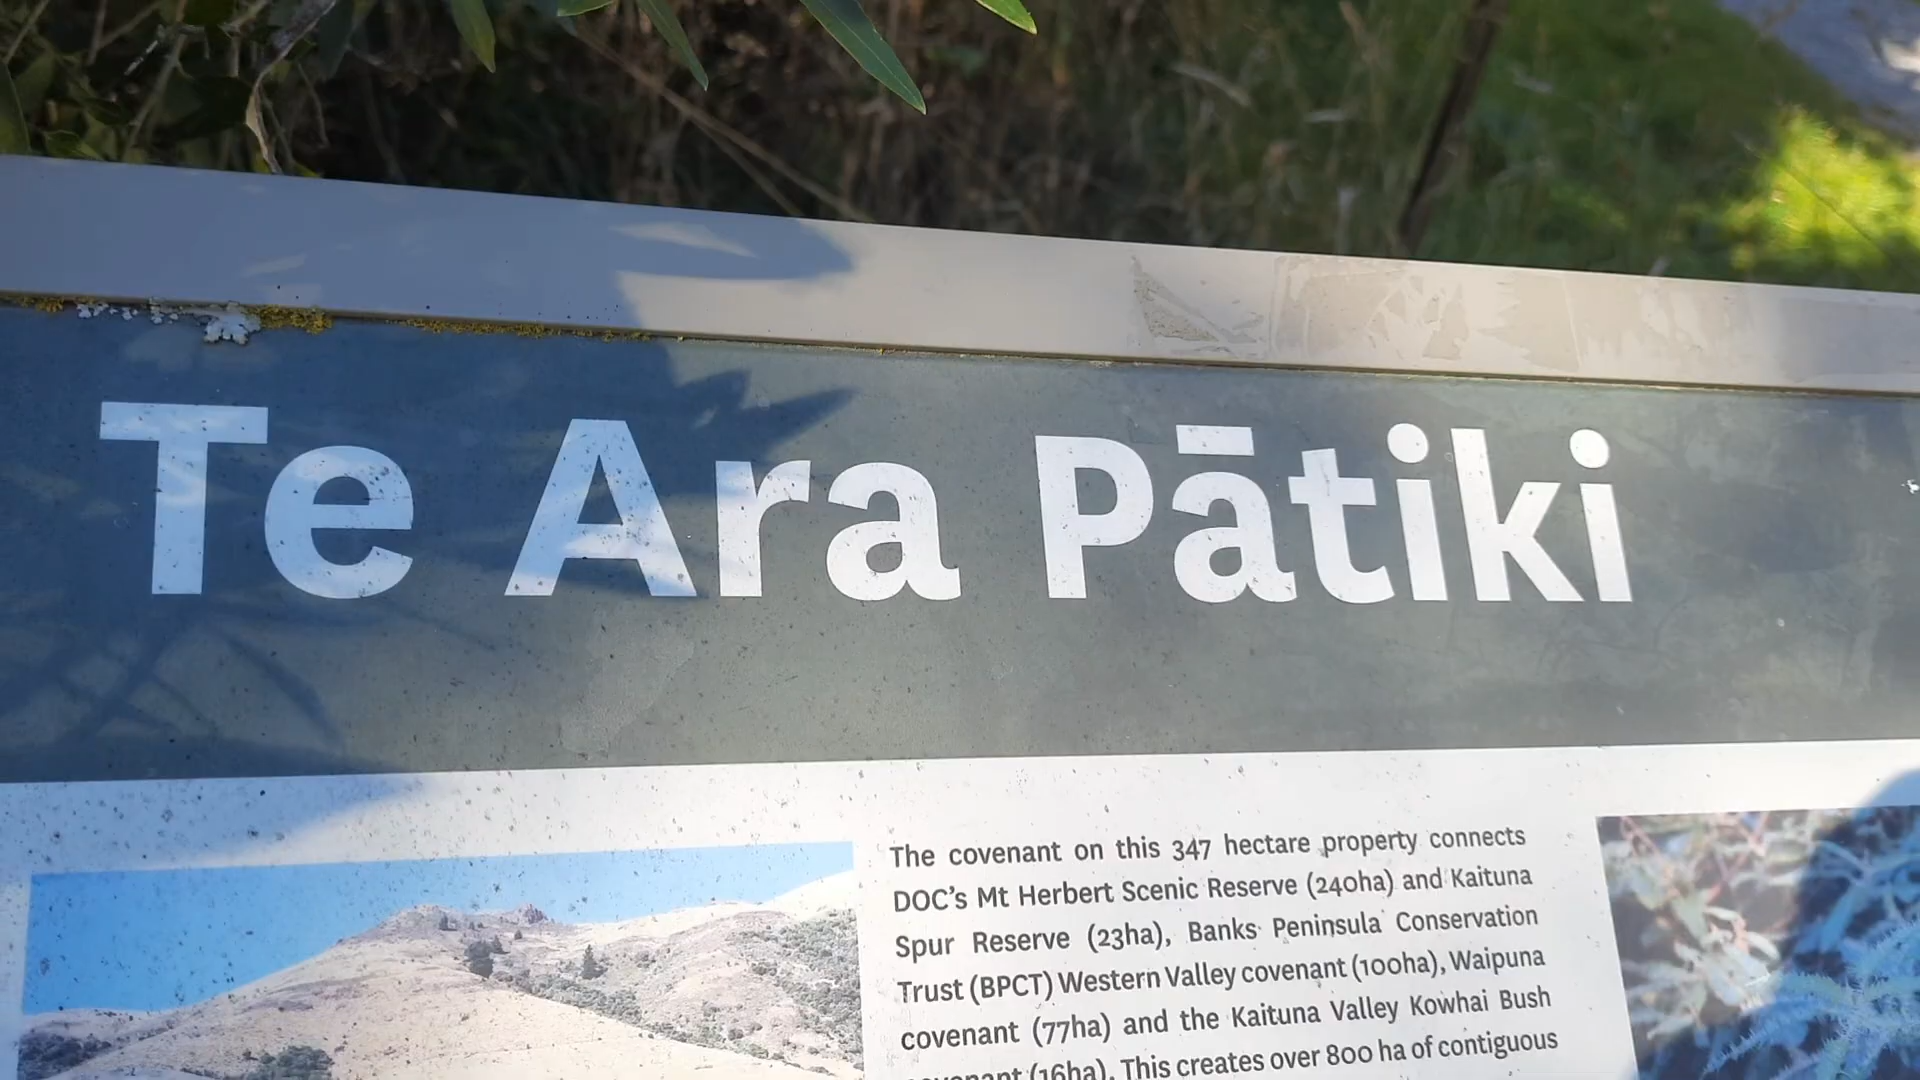 Te Ara Pātiki
The covenant on this 347 hectare property connects
DOC's Mt Herbert Scenic Reserve (240ha) and Kaituna
Spur Reserve (23ha), Banks Peninsula Conservation
Trust (BPCT) Western Valley covenant (100ha), Waipuna
covenant (77ha) and the Kaituna Valley Kowhai Bush
(16ha). This creates over 800 ha of contiguous